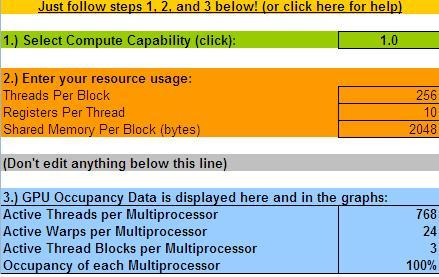 Just follow steps 1, 2, and 3 below! (or click here for help)
1.) Select Compute Capability (click): 1.0
2.) Enter your resource usage:
Threads Per Block 256
Registers Per Thread 10
Shared Memory Per Block (bytes) 2048
(Don't edit anything below this line)
3.) GPU Occupancy Data is displayed here and in the graphs:
Active Threads per Multiprocessor 768
Active Warps per Multiprocessor 24
Active Thread Blocks per Multiprocessor 3
Occupancy of each Multiprocessor 100%